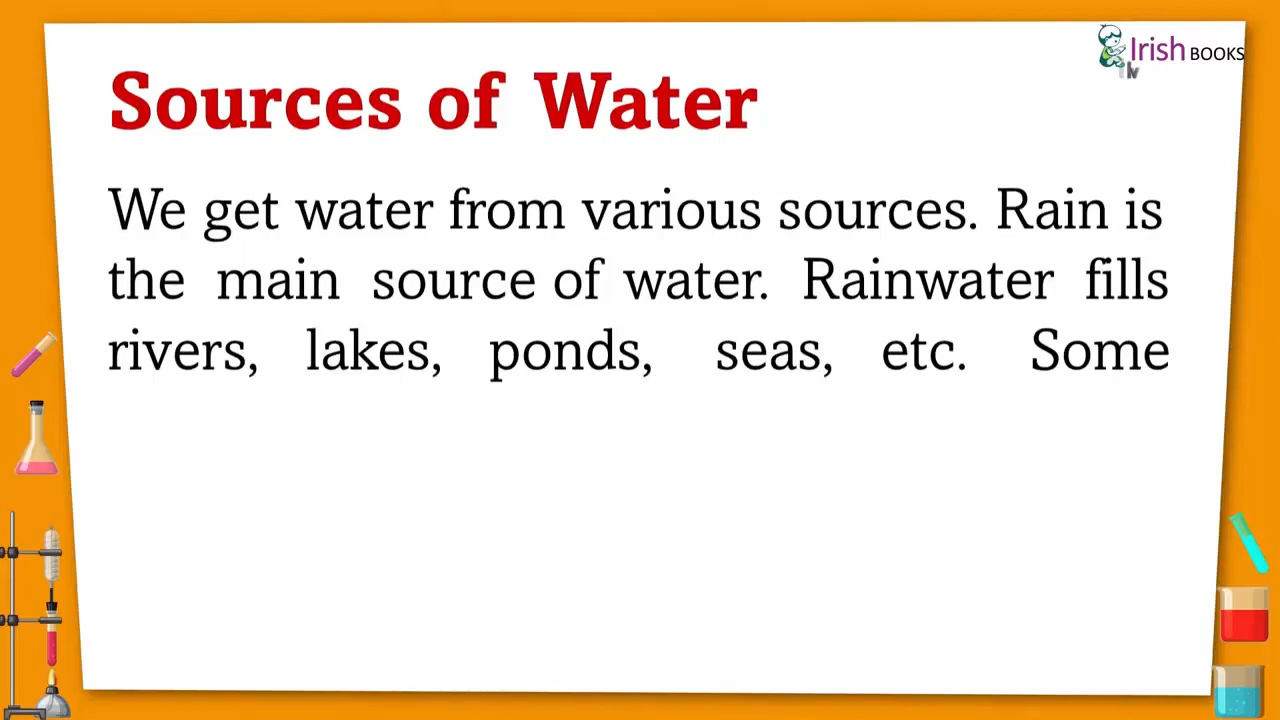 Irish BOOKS
Sources of Water
We get water from various sources. Rain is
the main source of water. Rainwater fills
rivers, lakes, ponds, seas, etc. Some